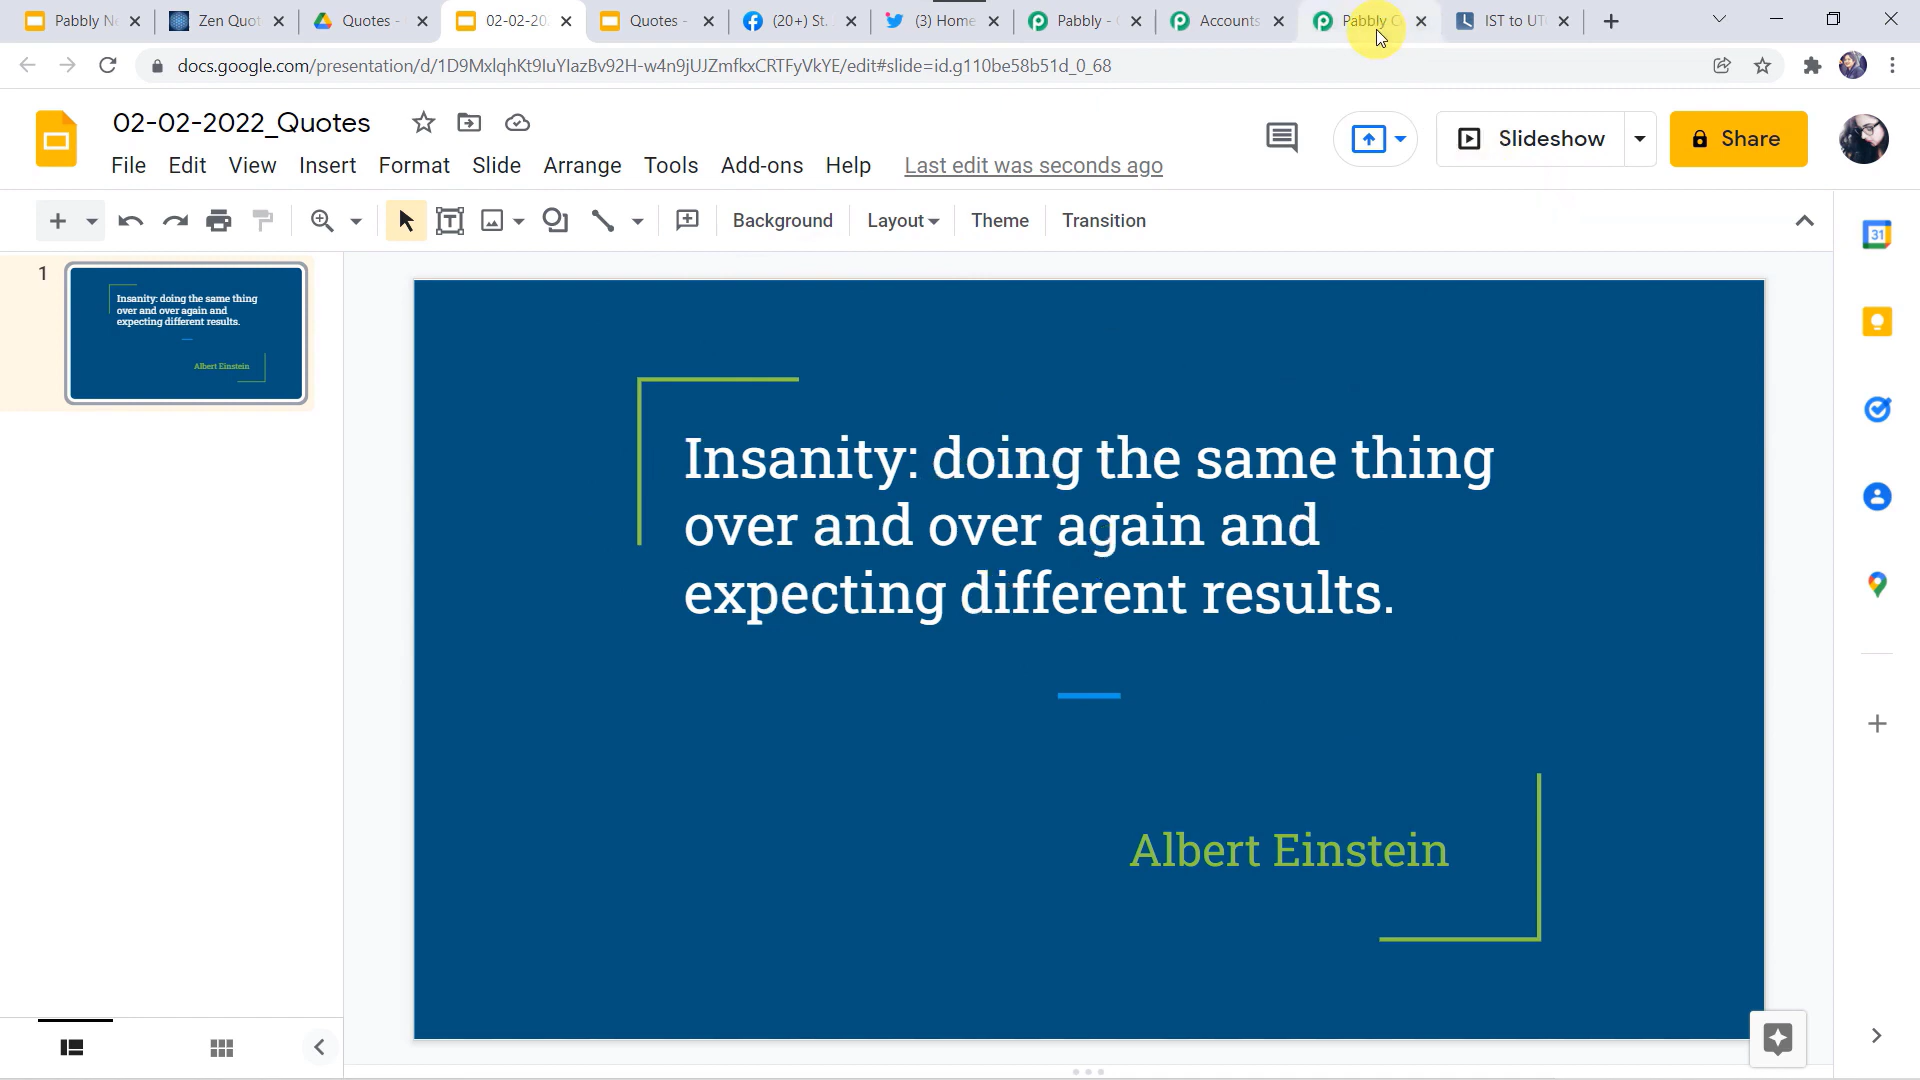 Pabbly Ne
Zen Quot
Quotes -
02-02-202
Quotes -
(20+) St.
(3) Home
Pabbly - C
Accounts
Pabbly C
IST to UT
docs.google.com/presentation/d/1D9MxlqhKt9IuYIazBv92H-w4n9jUJZmfkxCRTFyVkYE/edit#slide=id.g110be58b51d_0_68
02-02-2022_Quotes
File Edit View Insert Format Slide Arrange Tools Add-ons Help Last edit was seconds ago
Slideshow
Share
Background Layout Theme Transition
31
1
Insanity: doing the same thing
over and over again and
expecting different results.
Albert Einstein
Insanity: doing the same thing
over and over again and
expecting different results.
Albert Einstein